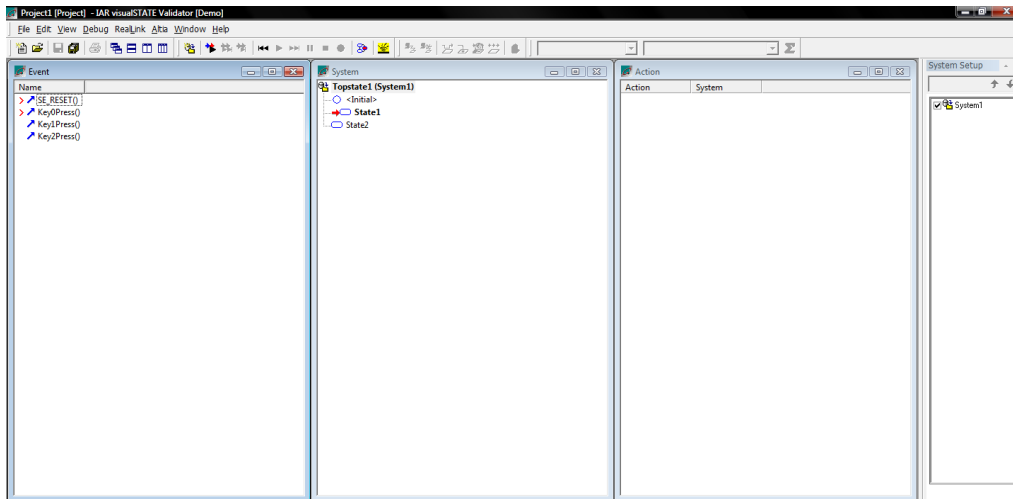 Project1 [Project] - IAR visualSTATE Validator [Demo]
File Edit View Debug RealLink Altia Window Help
Event
Name
SE_RESET()
Key0Press()
Key1Press()
Key2Press()
System
Topstate1 (System1)
<Initial>
State1
State2
Action
Action System
System Setup
System1